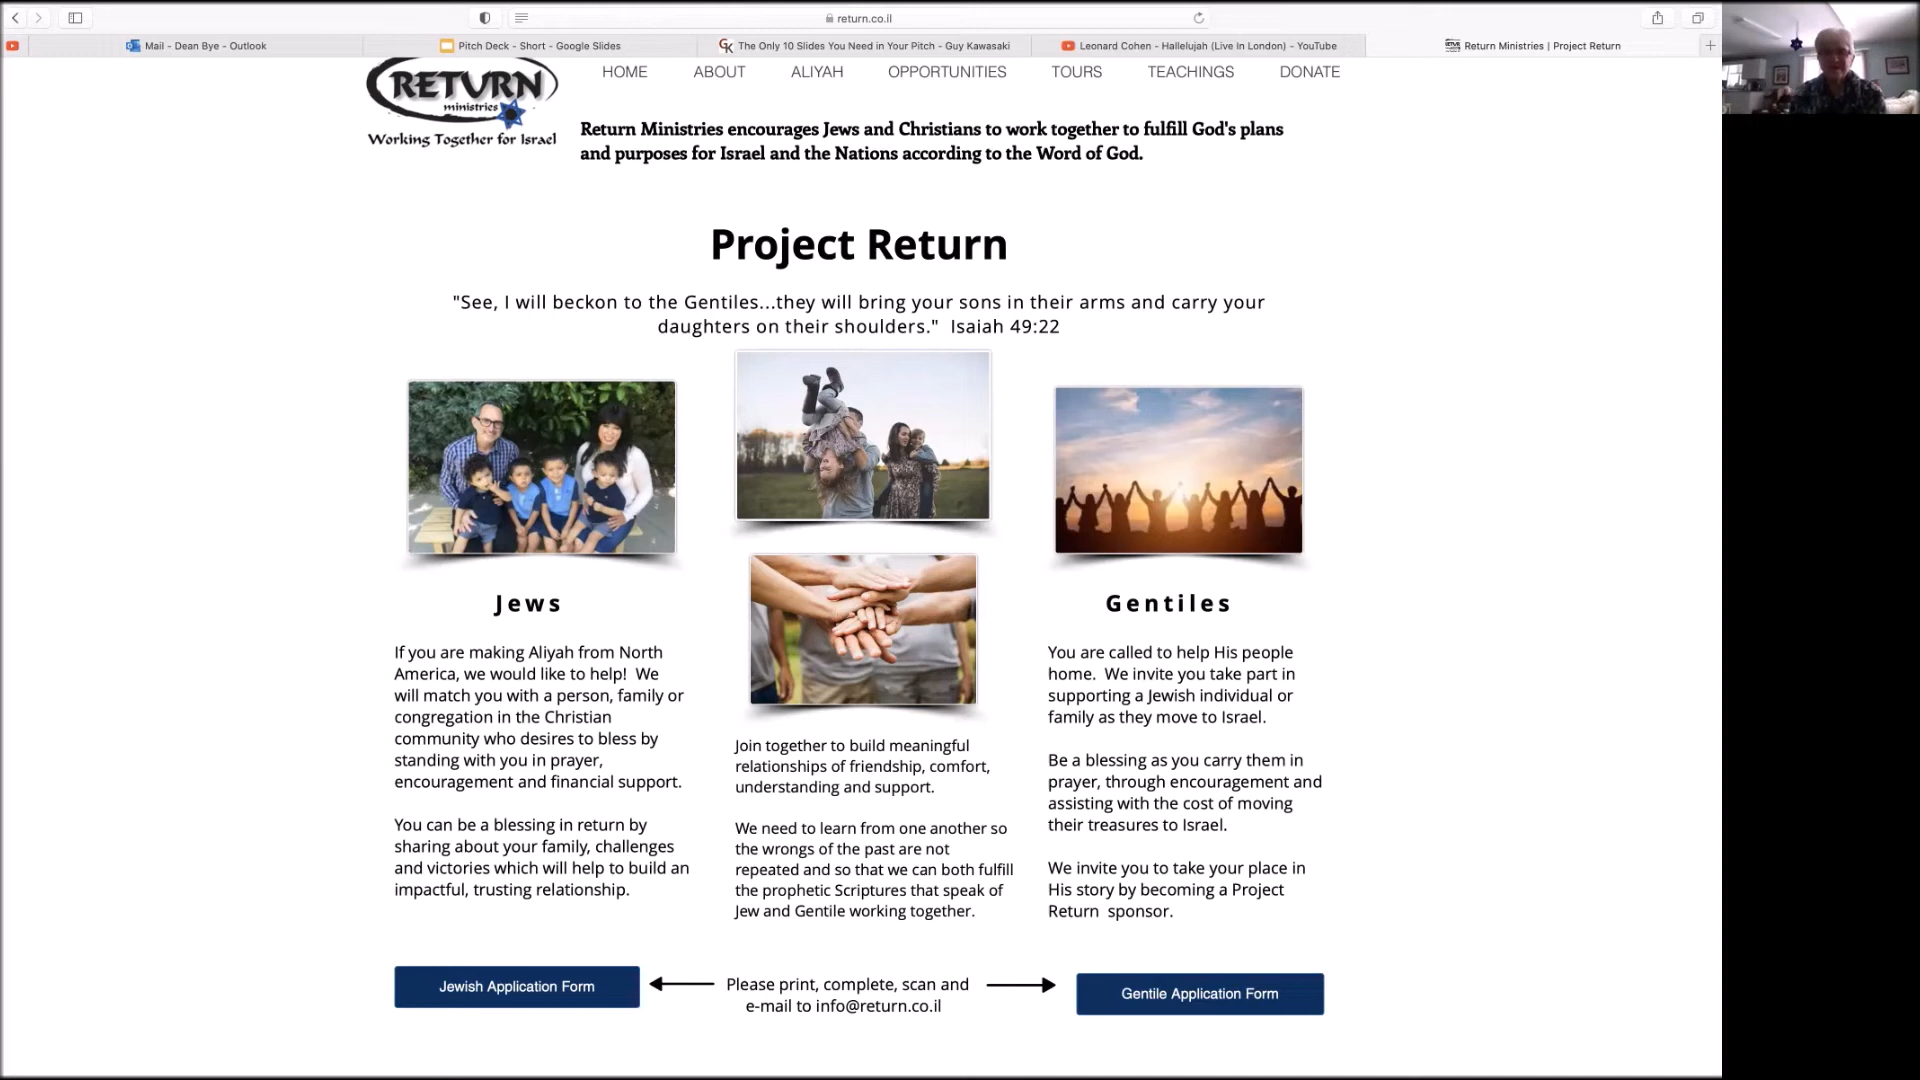 return.co.il
Mail - Dean Bye - Outlook
Pitch Deck - Short - Google Slides
GK
The Only 10 Slides You Need in Your Pitch - Guy Kawasaki
Leonard Cohen - Hallelujah (Live In London) - YouTube
Return Ministries | Project Return
RETURN
ministries
Working Together for Israel
HOME
ABOUT
ALIYAH
OPPORTUNITIES
TOURS
TEACHINGS
DONATE
Return Ministries encourages Jews and Christians to work together to fulfill God's plans
and purposes for Israel and the Nations according to the Word of God.
Project Return
"See, I will beckon to the Gentiles...they will bring your sons in their arms and carry your
daughters on their shoulders."  Isaiah 49:22
Jews
If you are making Aliyah from North
America, we would like to help!  We
will match you with a person, family or
congregation in the Christian
community who desires to bless by
standing with you in prayer,
encouragement and financial support.
You can be a blessing in return by
sharing about your family, challenges
and victories which will help to build an
impactful, trusting relationship.
Jewish Application Form
Join together to build meaningful
relationships of friendship, comfort,
understanding and support.
We need to learn from one another so
the wrongs of the past are not
repeated and so that we can both fulfill
the prophetic Scriptures that speak of
Jew and Gentile working together.
Please print, complete, scan and
e-mail to info@return.co.il
Gentiles
You are called to help His people
home.  We invite you take part in
supporting a Jewish individual or
family as they move to Israel.
Be a blessing as you carry them in
prayer, through encouragement and
assisting with the cost of moving
their treasures to Israel.
We invite you to take your place in
His story by becoming a Project
Return  sponsor.
Gentile Application Form